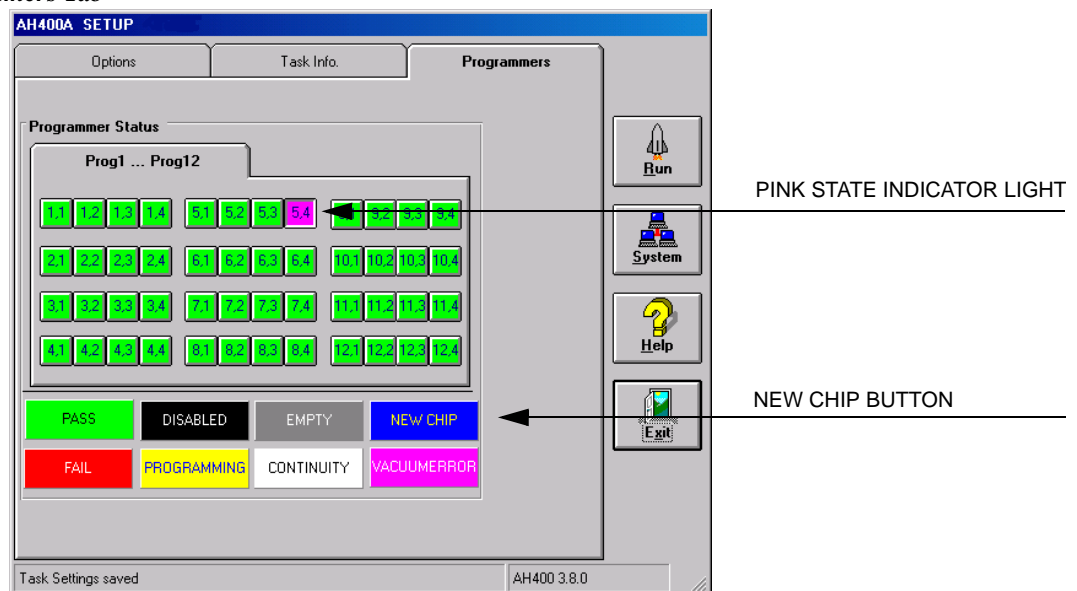 AH400A SETUP
Options Task Info. Programmers
Programmer Status
Prog1 ... Prog12
1,1 1,2 1,3 1,4 5,1 5,2 5,3 5,4 9,2 9,3 9,4
2,1 2,2 2,3 2,4 6,1 6,2 6,3 6,4 10,1 10,2 10,3 10,4
3,1 3,2 3,3 3,4 7,1 7,2 7,3 7,4 11,1 11,2 11,3 11,4
4,1 4,2 4,3 4,4 8,1 8,2 8,3 8,4 12,1 12,2 12,3 12,4
PASS DISABLED EMPTY NEW CHIP
FAIL PROGRAMMING CONTINUITY VACUUMERROR
Run
System
Help
Exit
PINK STATE INDICATOR LIGHT
NEW CHIP BUTTON
Task Settings saved AH400 3.8.0